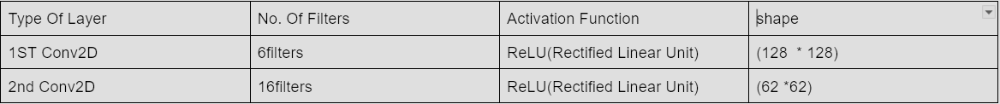 Type Of Layer No. Of Filters Activation Function shape
1ST Conv2D 6filters ReLU(Rectified Linear Unit) (128 * 128)
2nd Conv2D 16filters ReLU(Rectified Linear Unit) (62 *62)